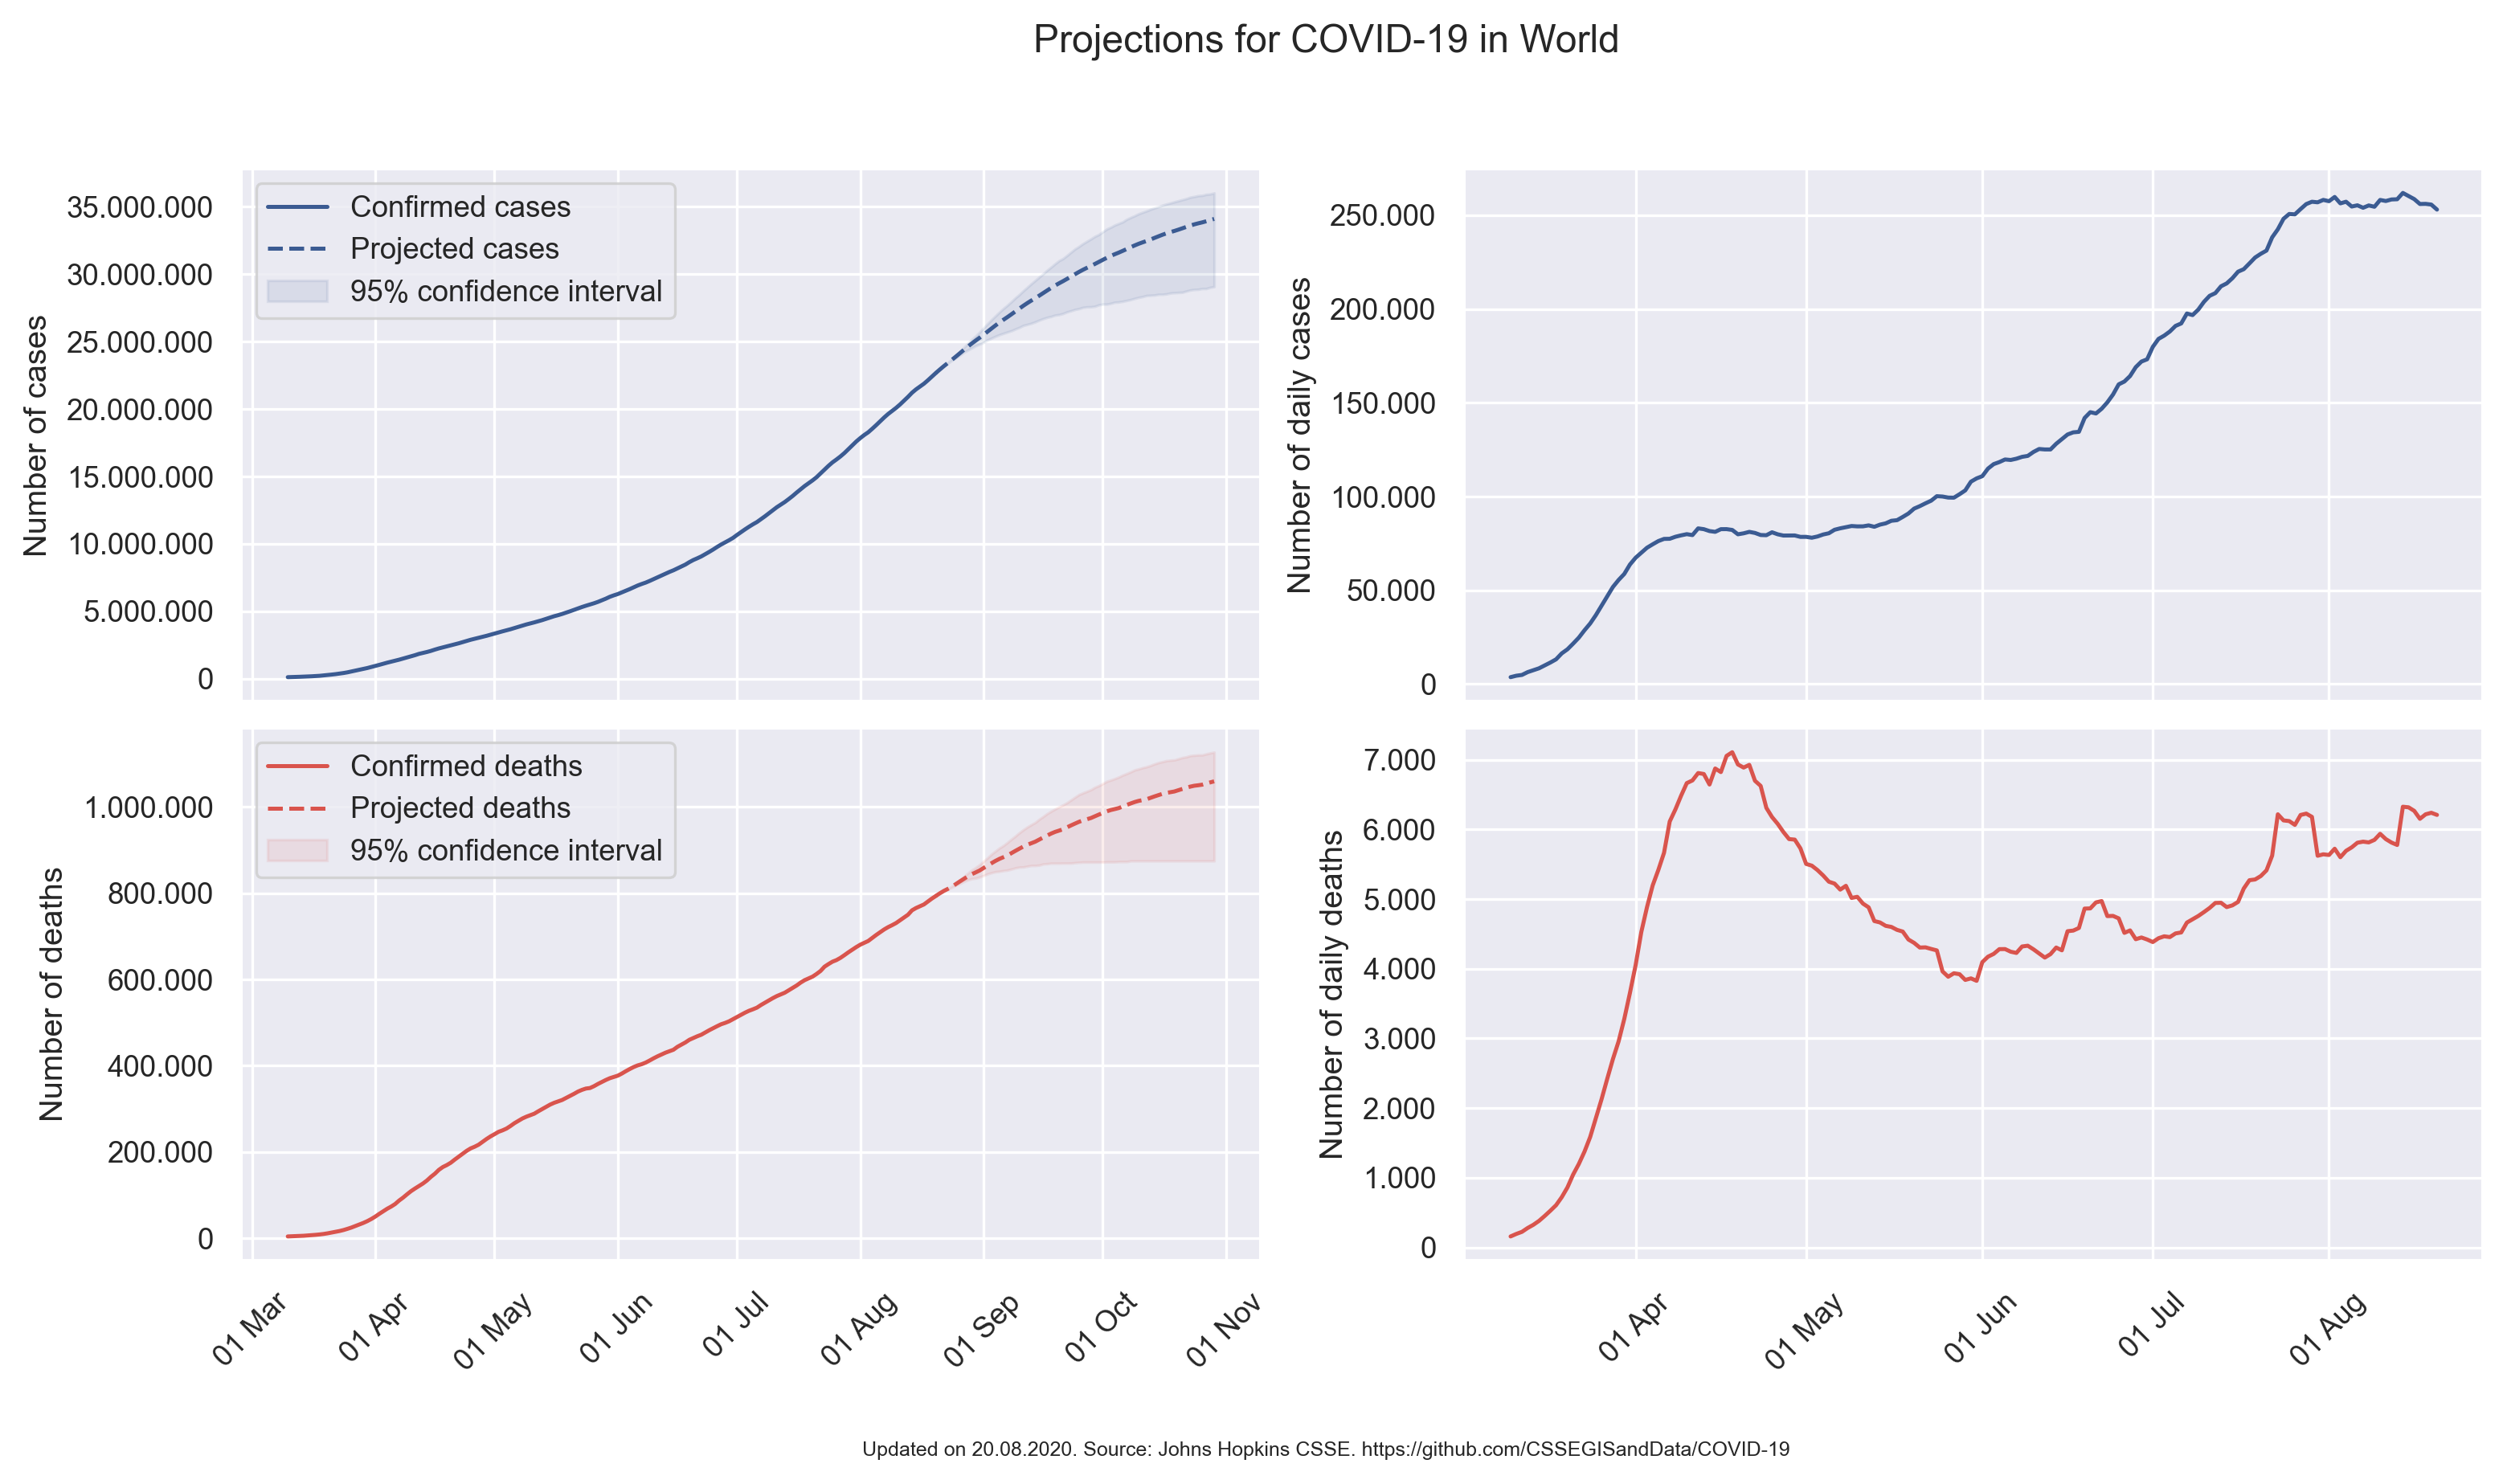 Projections for COVID-19 in World
Number of cases
35.000.000
30.000.000
25.000.000
20.000.000
15.000.000
10.000.000
5.000.000
0
Confirmed cases
Projected cases
95% confidence interval
Number of daily cases
250.000
200.000
150.000
100.000
50.000
0
Number of deaths
1.000.000
800.000
600.000
400.000
200.000
0
Confirmed deaths
Projected deaths
95% confidence interval
01 Mar
01 Apr
01 May
01 Jun
01 Jul
01 Aug
01 Sep
01 Oct
01 Nov
Number of daily deaths
7.000
6.000
5.000
4.000
3.000
2.000
1.000
0
01 Apr
01 May
01 Jun
01 Jul
01 Aug
Updated on 20.08.2020. Source: Johns Hopkins CSSE. https://github.com/CSSEGISandData/COVID-19